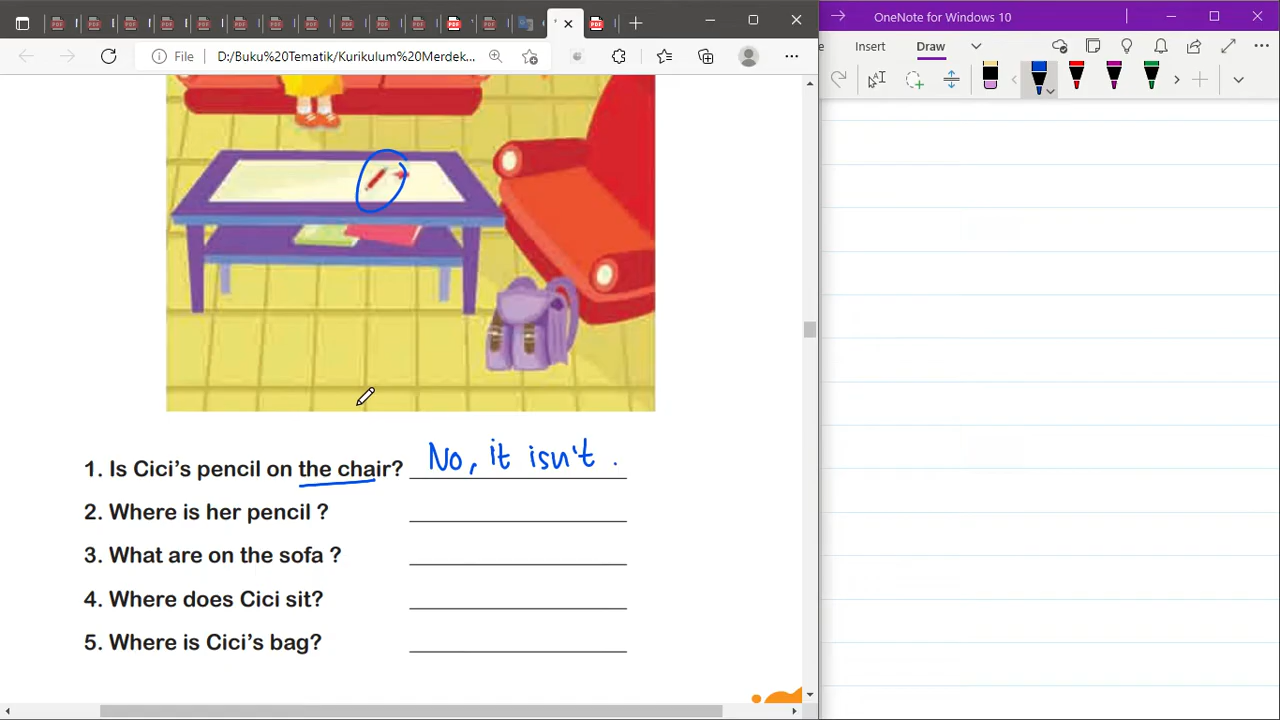 File
D:/Buku%20Tematik/Kurikulum%20Merdek...
OneNote for Windows 10
Insert
Draw
1. Is Cici's pencil on the chair? No, it isn't.
2. Where is her pencil ?
3. What are on the sofa ?
4. Where does Cici sit?
5. Where is Cici's bag?